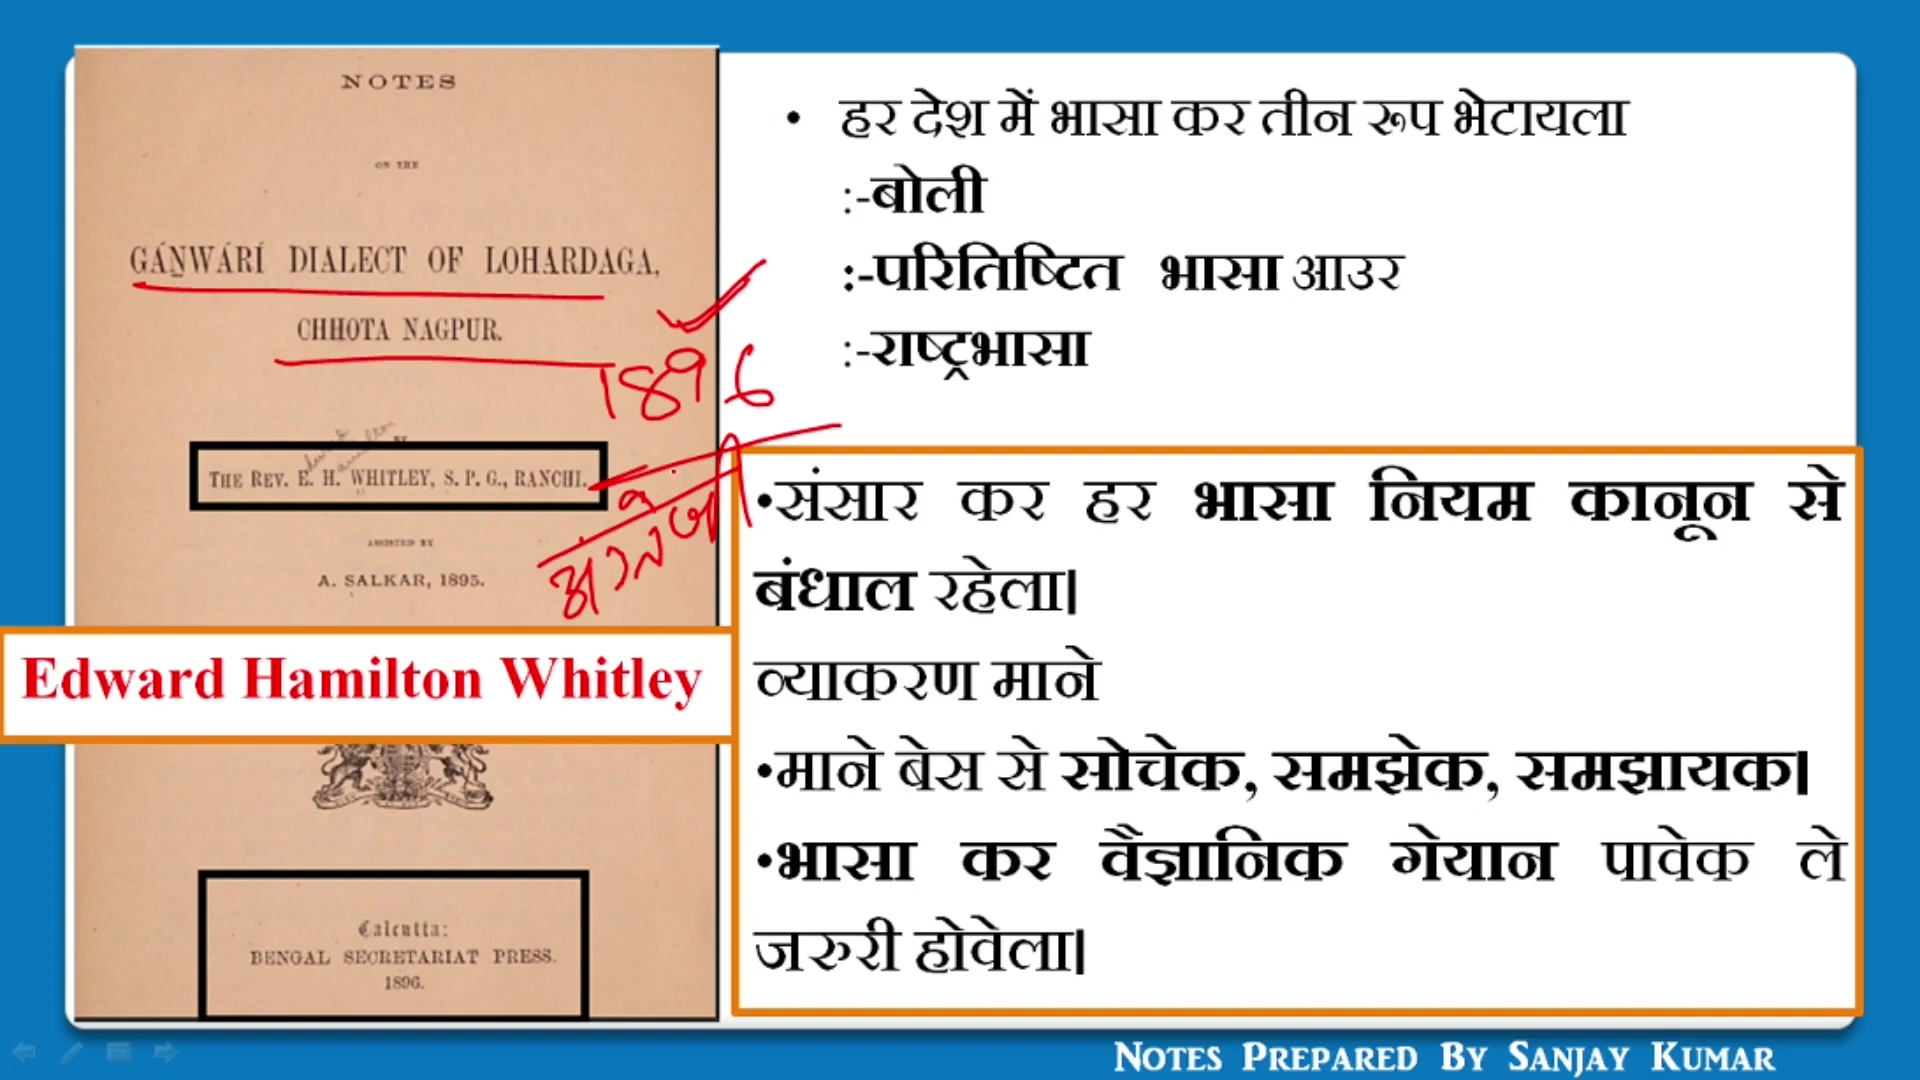 NOTES
ON THE
GÁṈWÁRÍ DIALECT OF LOHARDAGA,
CHHOTA NAGPUR.
1896
BY
THE REV. E. H. WHITLEY, S. P. G., RANCHI.
अंग्रेजी
ASSISTED BY
A. SALKAR, 1895.
Edward Hamilton Whitley
Calcutta:
BENGAL SECRETARIAT PRESS.
1896.
• हर देश में भासा कर तीन रूप भेटायला
:-बोली
:-परितिष्टित भासा आउर
:-राष्ट्रभासा
•संसार कर हर भासा नियम कानून से
बंधाल रहेला|
व्याकरण माने
•माने बेस से सोचेक, समझेक, समझायक|
•भासा कर वैज्ञानिक गेयान पावेक ले
जरुरी होवेला|
NOTES PREPARED BY SANJAY KUMAR